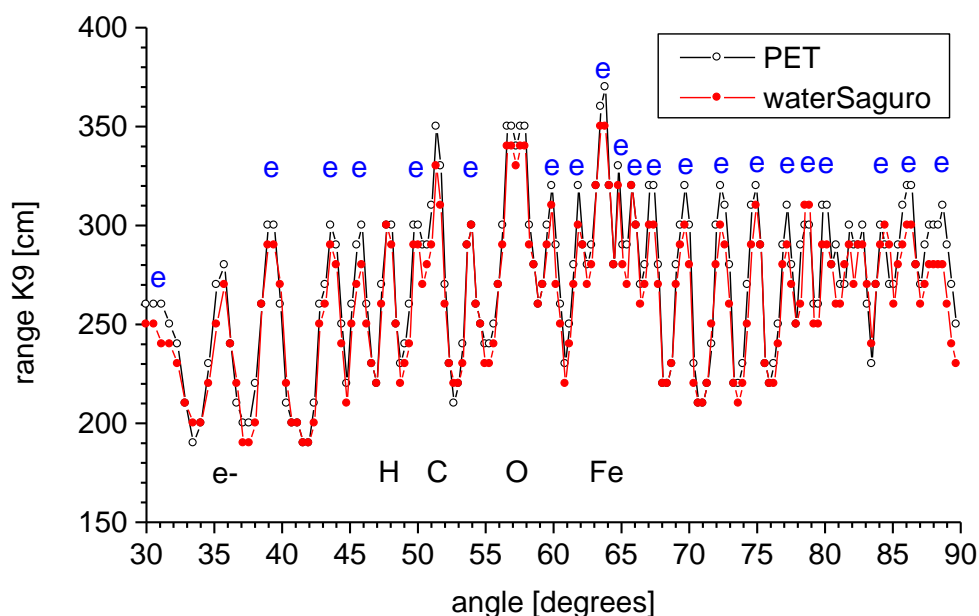 400
350
300
250
200
150
range K9 [cm]
PET
waterSaguro
e
e e e e e e e e e e e e e e e e e e e
e- H C O Fe
30 35 40 45 50 55 60 65 70 75 80 85 90
angle [degrees]